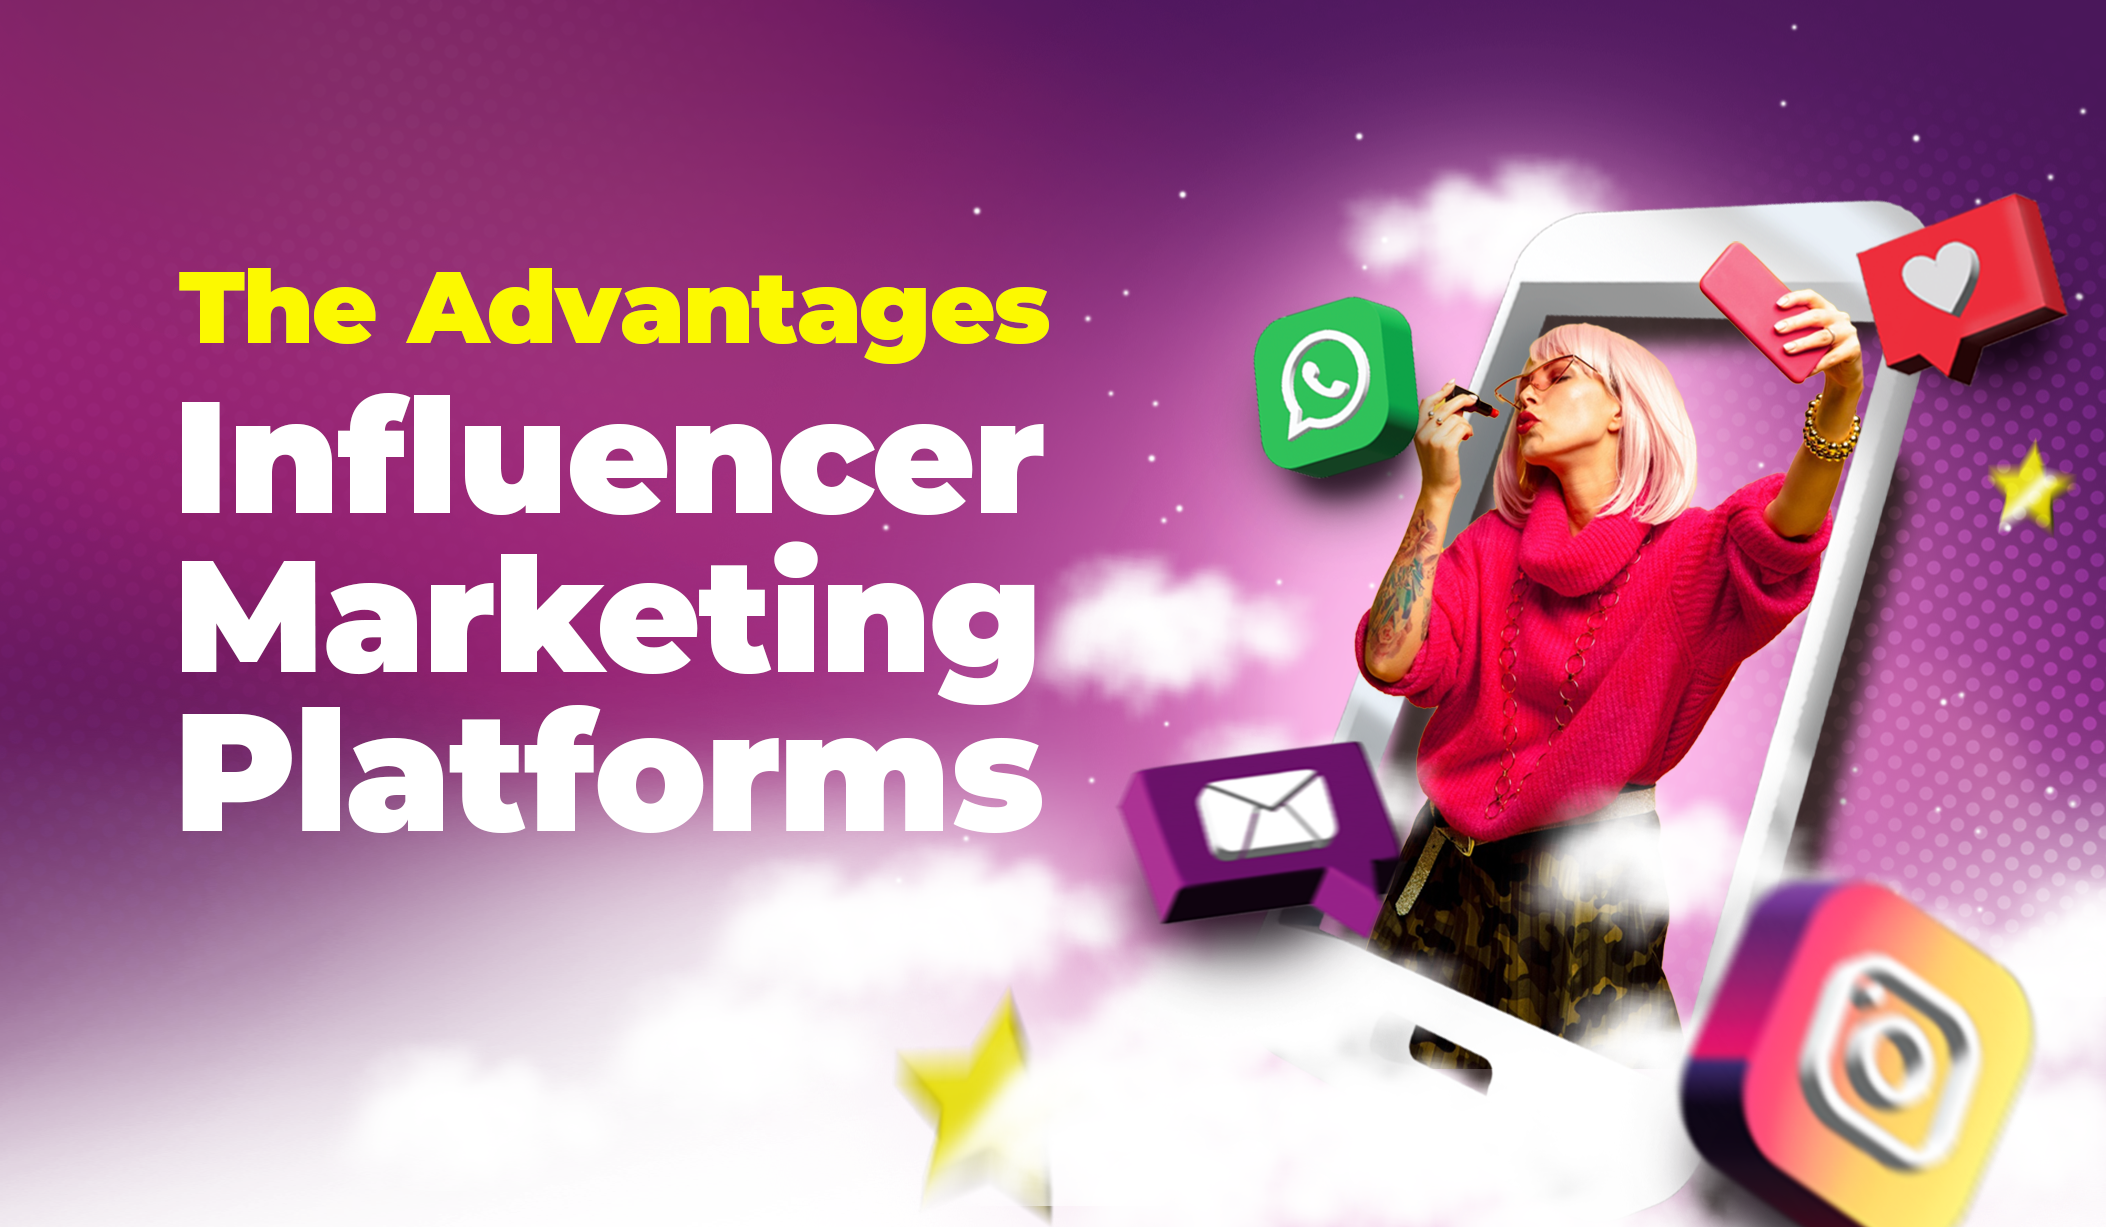 The Advantages
Influencer
Marketing
Platforms